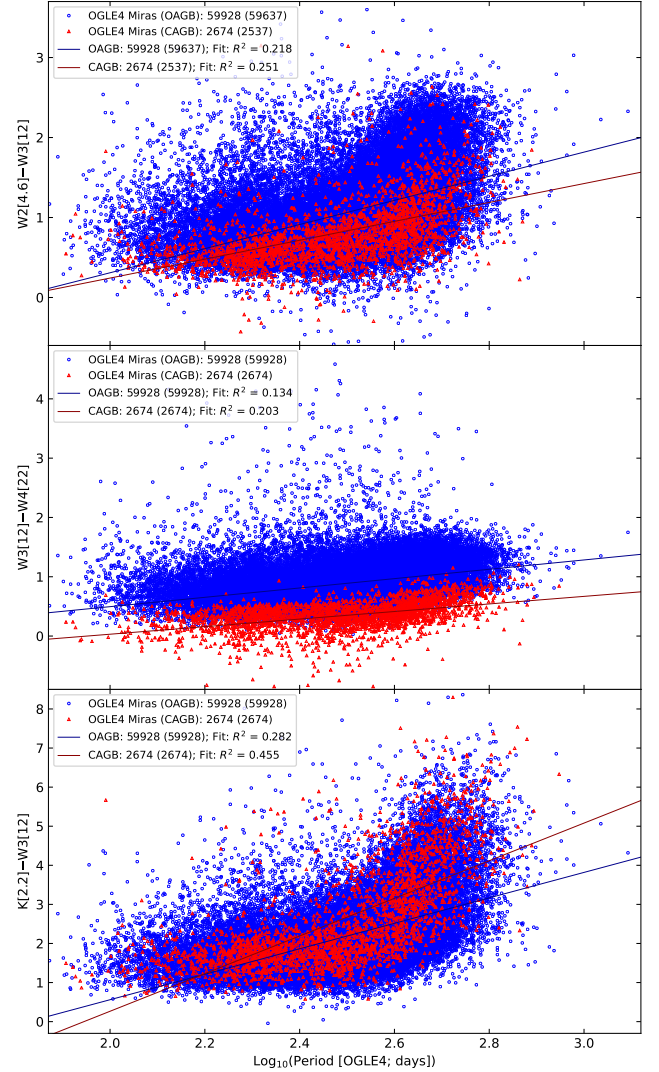 OGLE4 Miras (OAGB): 59928 (59637)
OGLE4 Miras (CAGB): 2674 (2537)
OAGB: 59928 (59637); Fit: R² = 0.218
CAGB: 2674 (2537); Fit: R² = 0.251
W2[4.6]−W3[12]
3
2
1
0
OGLE4 Miras (OAGB): 59928 (59928)
OGLE4 Miras (CAGB): 2674 (2674)
OAGB: 59928 (59928); Fit: R² = 0.134
CAGB: 2674 (2674); Fit: R² = 0.203
W3[12]−W4[22]
4
3
2
1
0
OGLE4 Miras (OAGB): 59928 (59928)
OGLE4 Miras (CAGB): 2674 (2674)
OAGB: 59928 (59928); Fit: R² = 0.282
CAGB: 2674 (2674); Fit: R² = 0.455
K[2.2]−W3[12]
8
7
6
5
4
3
2
1
0
2.0 2.2 2.4 2.6 2.8 3.0
Log₁₀(Period [OGLE4; days])